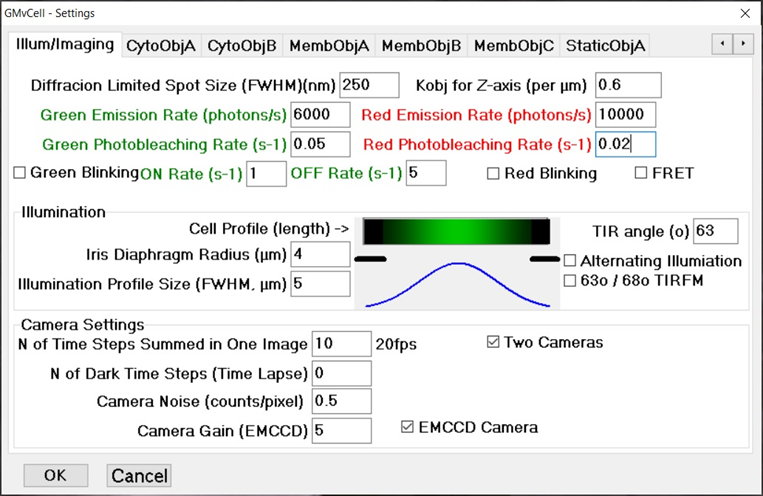 GMvCell - Settings
Illum/Imaging CytoObjA CytoObjB MembObjA MembObjB MembObjC StaticObjA
Diffracion Limited Spot Size (FWHM)(nm) 250 Kobj for Z-axis (per µm) 0.6
Green Emission Rate (photons/s) 6000 Red Emission Rate (photons/s) 10000
Green Photobleaching Rate (s-1) 0.05 Red Photobleaching Rate (s-1) 0.02
Green Blinking ON Rate (s-1) 1 OFF Rate (s-1) 5 Red Blinking FRET
Illumination
Cell Profile (length) -> TIR angle (o) 63
Iris Diaphragm Radius (µm) 4 Alternating Illumiation
Illumination Profile Size (FWHM, µm) 5 63o / 68o TIRFM
Camera Settings
N of Time Steps Summed in One Image 10 20fps Two Cameras
N of Dark Time Steps (Time Lapse) 0
Camera Noise (counts/pixel) 0.5
Camera Gain (EMCCD) 5 EMCCD Camera
OK Cancel